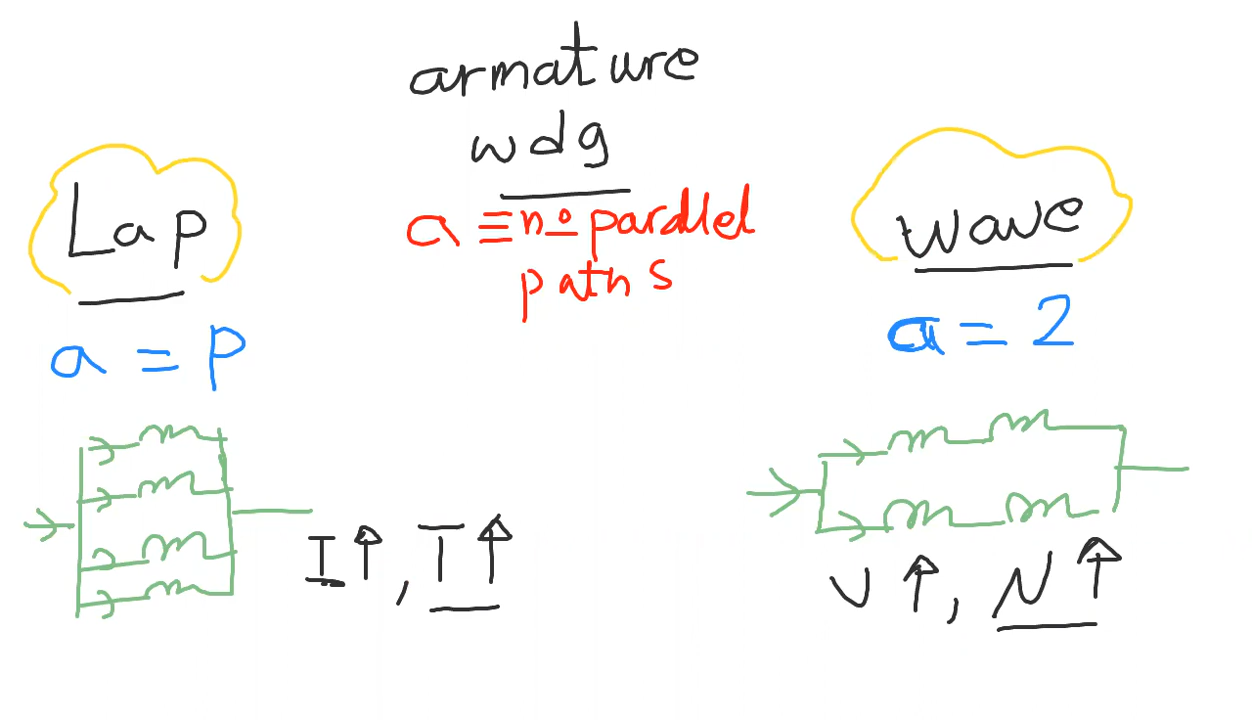 armature
wdg
a ≡ no parallel
paths
Lap
a = P
I↑, T↑
wave
a = 2
V↑, N↑